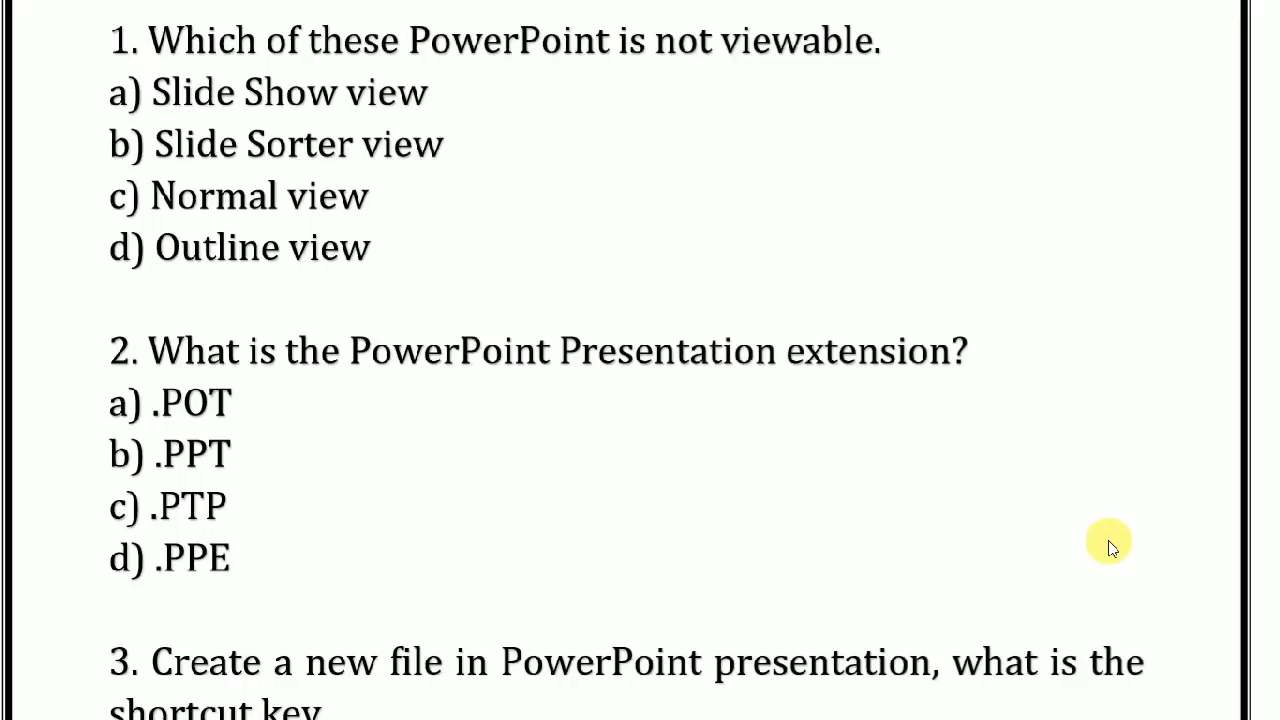 1. Which of these PowerPoint is not viewable.
a) Slide Show view
b) Slide Sorter view
c) Normal view
d) Outline view
2. What is the PowerPoint Presentation extension?
a) .POT
b) .PPT
c) .PTP
d) .PPE
3. Create a new file in PowerPoint presentation, what is the
shortcut key